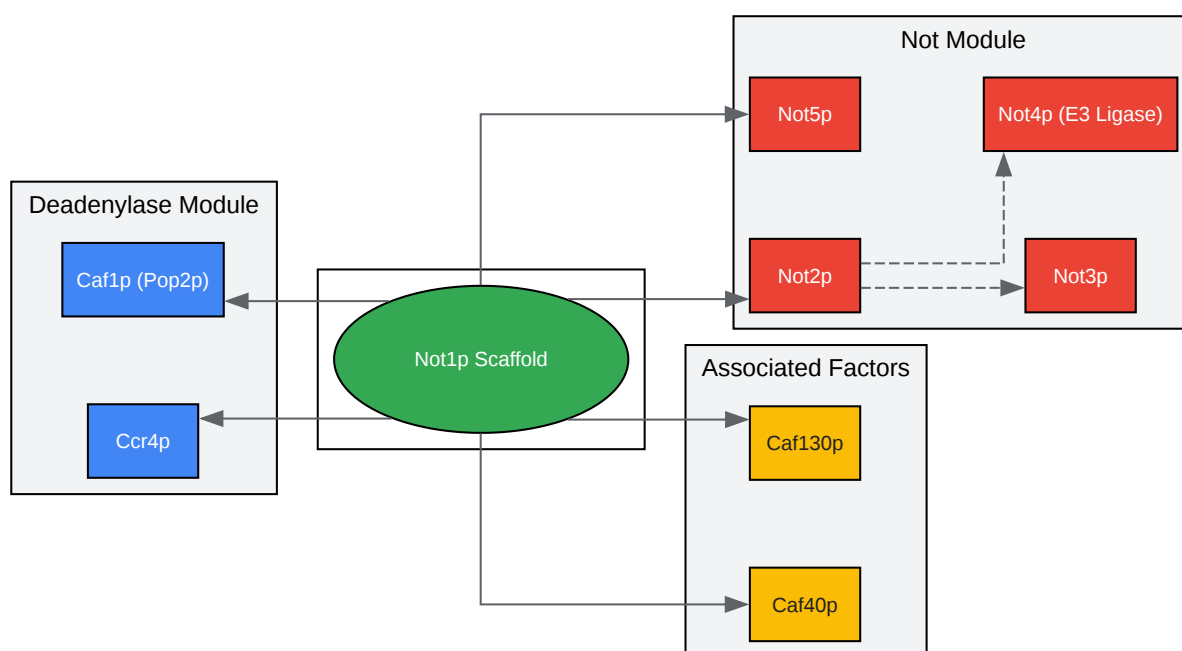 Not Module
Not5p
Not4p (E3 Ligase)
Deadenylase Module
Caf1p (Pop2p)
Not2p
Not3p
Not1p Scaffold
Associated Factors
Ccr4p
Caf130p
Caf40p